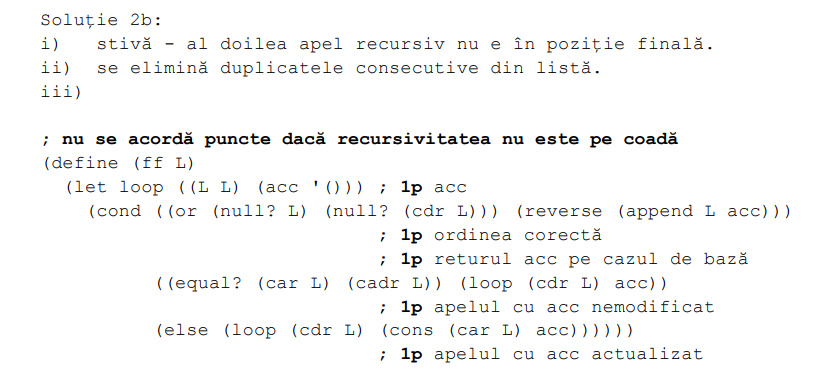 Soluție 2b:
i) stivă - al doilea apel recursiv nu e în poziție finală.
ii) se elimină duplicatele consecutive din listă.
iii)
; nu se acordă puncte dacă recursivitatea nu este pe coadă
(define (ff L)
(let loop ((L L) (acc '())) ; 1p acc
(cond ((or (null? L) (null? (cdr L))) (reverse (append L acc)))
; 1p ordinea corectă
; 1p returul acc pe cazul de bază
((equal? (car L) (cadr L)) (loop (cdr L) acc))
; 1p apelul cu acc nemodificat
(else (loop (cdr L) (cons (car L) acc))))))
; 1p apelul cu acc actualizat